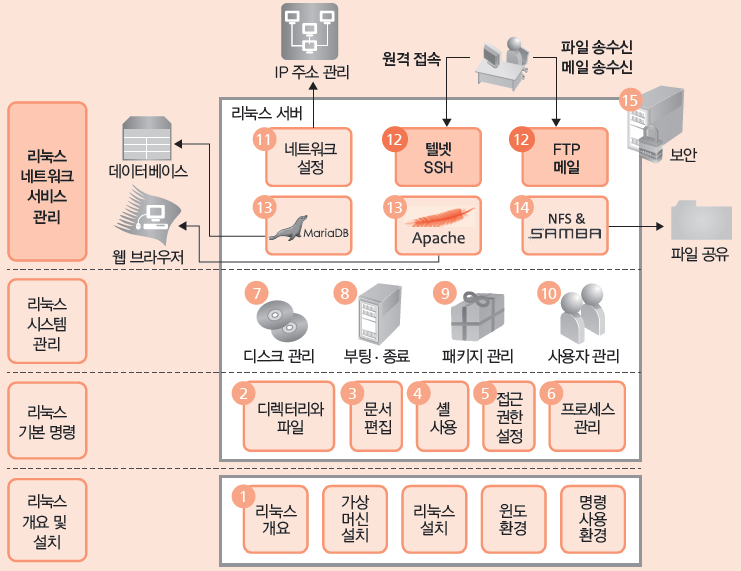 IP 주소 관리
원격 접속
파일 송수신
메일 송수신
리눅스
네트워크
서비스
관리
데이터베이스
웹 브라우저
리눅스 서버
11
네트워크
설정
12
텔넷
SSH
12
FTP
메일
15
보안
13
MariaDB
13
Apache
14
NFS &
SAMBA
파일 공유
리눅스
시스템
관리
7
디스크 관리
8
부팅·종료
9
패키지 관리
10
사용자 관리
리눅스
기본 명령
2
디렉터리와
파일
3
문서
편집
4
셸
사용
5
접근
권한
설정
6
프로세스
관리
리눅스
개요 및
설치
1
리눅스
개요
가상
머신
설치
리눅스
설치
윈도
환경
명령
사용
환경